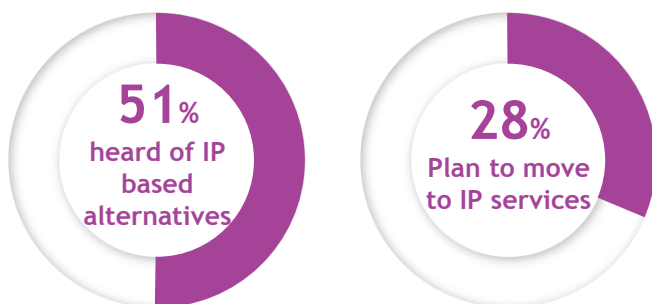 51%
heard of IP
based
alternatives
28%
Plan to move
to IP services